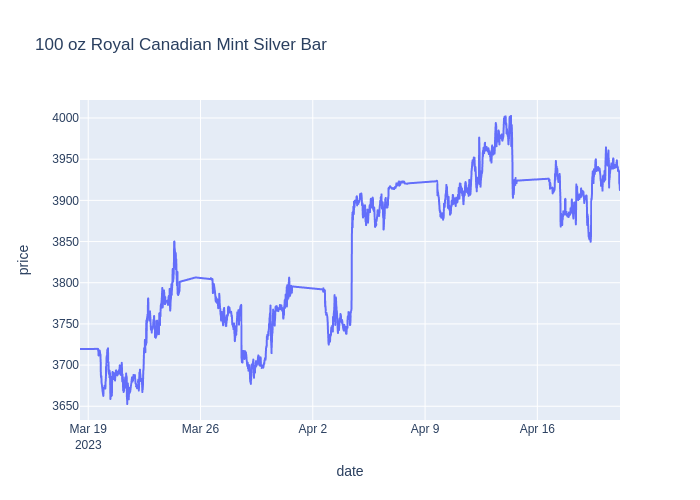 100 oz Royal Canadian Mint Silver Bar
4000
3950
3900
3850
3800
3750
3700
3650
price
Mar 19
2023
Mar 26
Apr 2
Apr 9
Apr 16
date